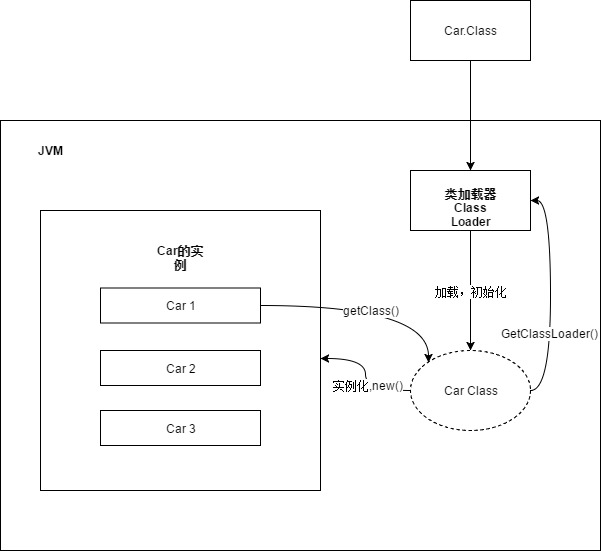 Car.Class
JVM
类加载器
Class
Loader
Car的实
例
加载，初始化
Car 1
getClass()
GetClassLoader()
Car 2
实例化,new()
Car Class
Car 3